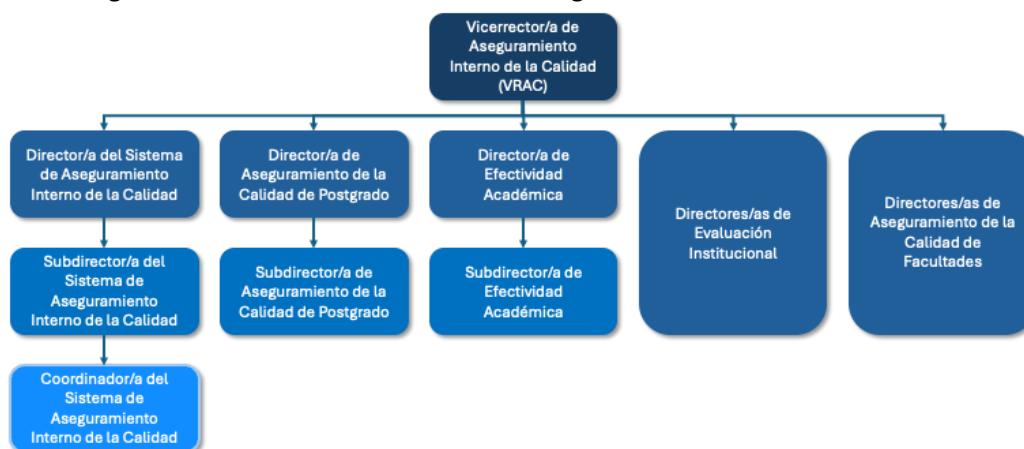 Vicerrector/a de
Aseguramiento
Interno de la Calidad
(VRAC)
Director/a del Sistema
de Aseguramiento
Interno de la Calidad
Director/a de
Aseguramiento de la
Calidad de Postgrado
Director/a de
Efectividad
Académica
Directores/as de
Evaluación
Institucional
Directores/as de
Aseguramiento de la
Calidad de
Facultades
Subdirector/a del
Sistema de
Aseguramiento
Interno de la Calidad
Subdirector/a de
Aseguramiento de la
Calidad de Postgrado
Subdirector/a de
Efectividad
Académica
Coordinador/a del
Sistema de
Aseguramiento
Interno de la Calidad